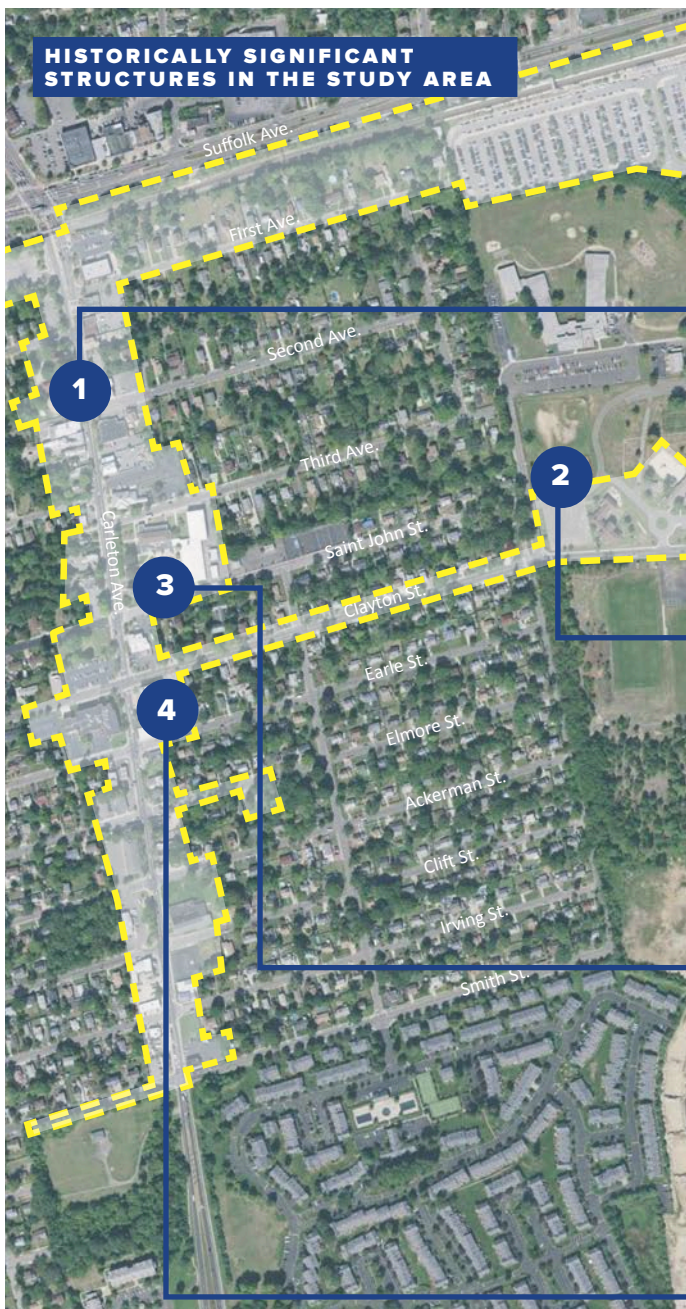 HISTORICALLY SIGNIFICANT
STRUCTURES IN THE STUDY AREA
Suffolk Ave.
First Ave.
Second Ave.
1
Third Ave.
2
Carleton Ave.
Saint John St.
3
Clayton St.
Earle St.
4
Elmore St.
Ackerman St.
Clift St.
Irving St.
Smith St.